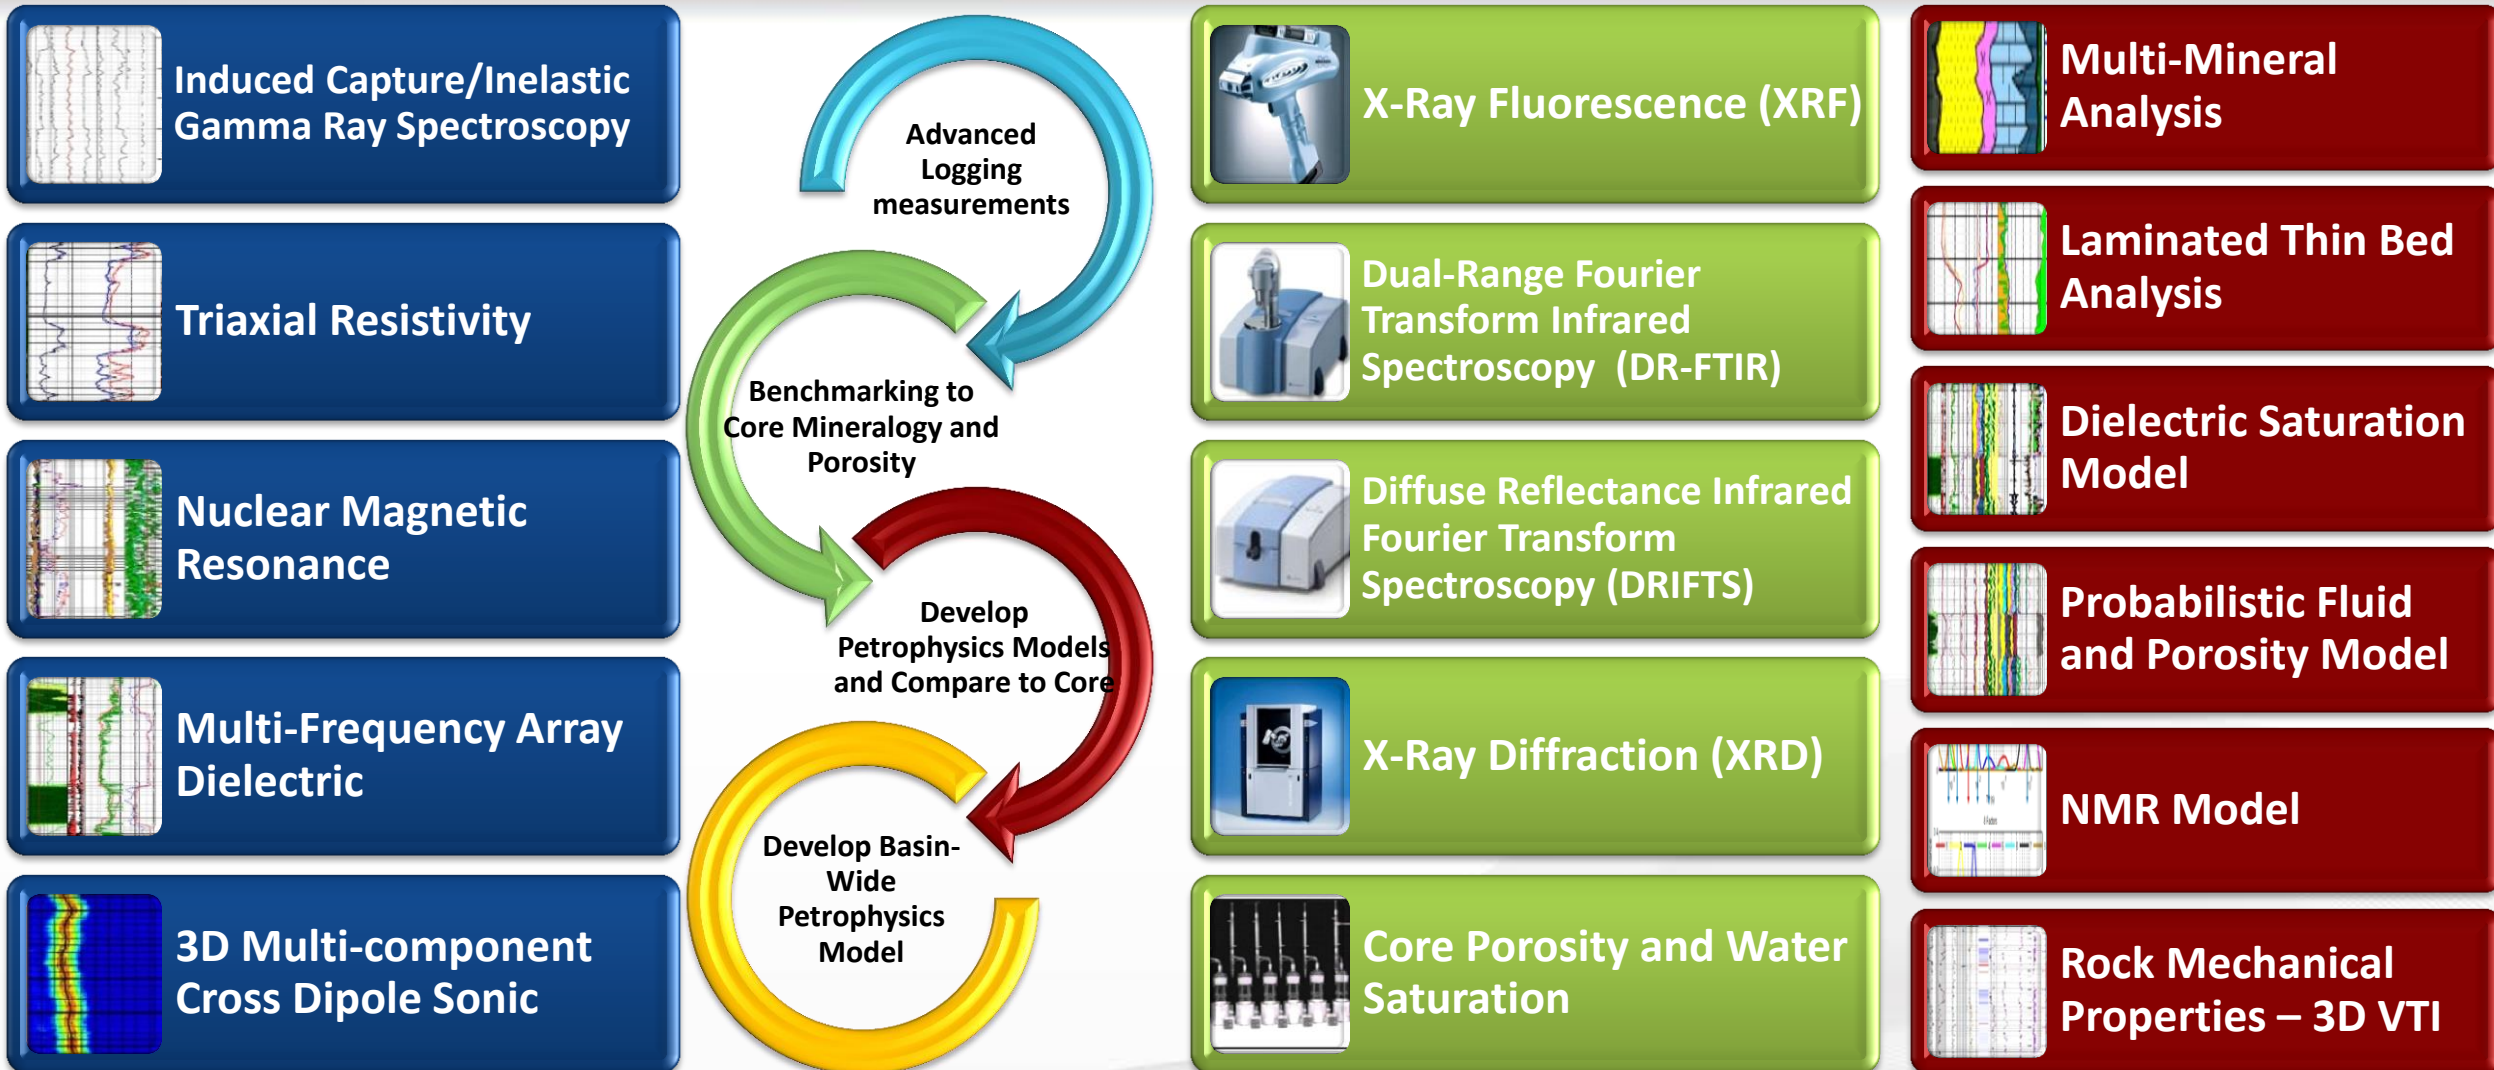 Induced Capture/Inelastic
Gamma Ray Spectroscopy
Triaxial Resistivity
Nuclear Magnetic
Resonance
Multi-Frequency Array
Dielectric
3D Multi-component
Cross Dipole Sonic
Advanced
Logging
measurements
Benchmarking to
Core Mineralogy and
Porosity
Develop
Petrophysics Models
and Compare to Core
Develop Basin-
Wide
Petrophysics
Model
X-Ray Fluorescence (XRF)
Dual-Range Fourier
Transform Infrared
Spectroscopy (DR-FTIR)
Diffuse Reflectance Infrared
Fourier Transform
Spectroscopy (DRIFTS)
X-Ray Diffraction (XRD)
Core Porosity and Water
Saturation
Multi-Mineral
Analysis
Laminated Thin Bed
Analysis
Dielectric Saturation
Model
Probabilistic Fluid
and Porosity Model
NMR Model
Rock Mechanical
Properties – 3D VTI